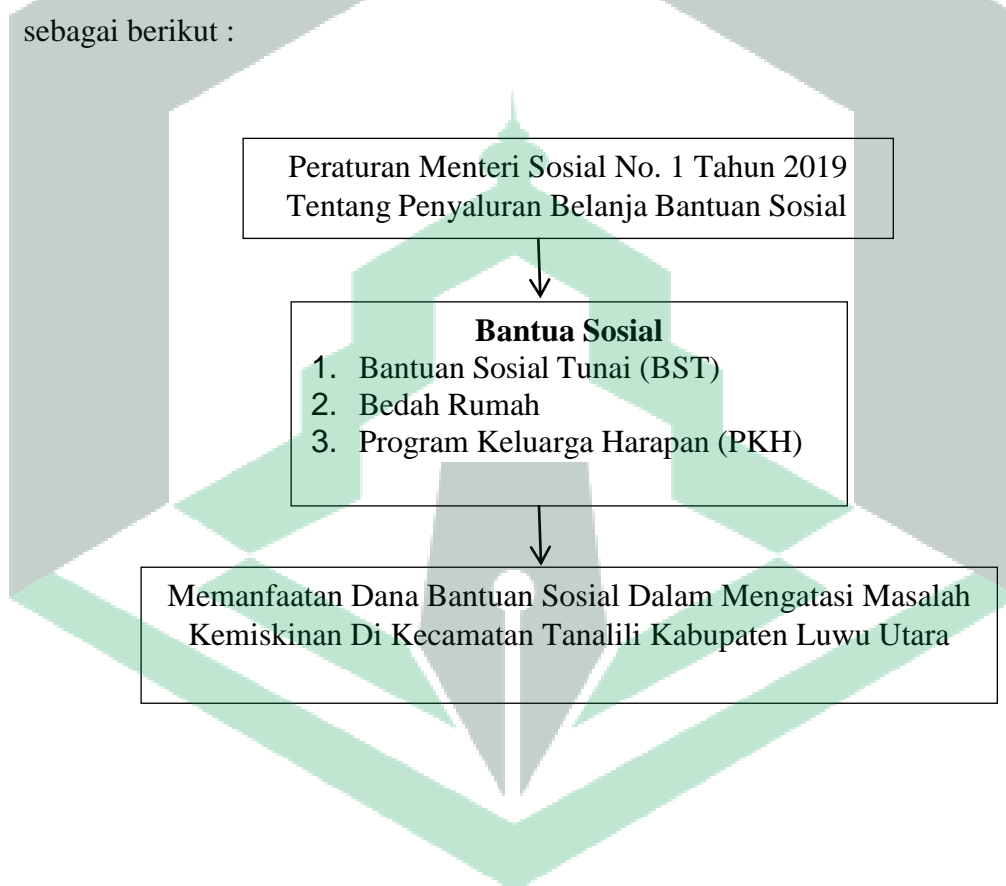 sebagai berikut :
Peraturan Menteri Sosial No. 1 Tahun 2019
Tentang Penyaluran Belanja Bantuan Sosial
Bantua Sosial
1. Bantuan Sosial Tunai (BST)
2. Bedah Rumah
3. Program Keluarga Harapan (PKH)
Memanfaatan Dana Bantuan Sosial Dalam Mengatasi Masalah
Kemiskinan Di Kecamatan Tanalili Kabupaten Luwu Utara